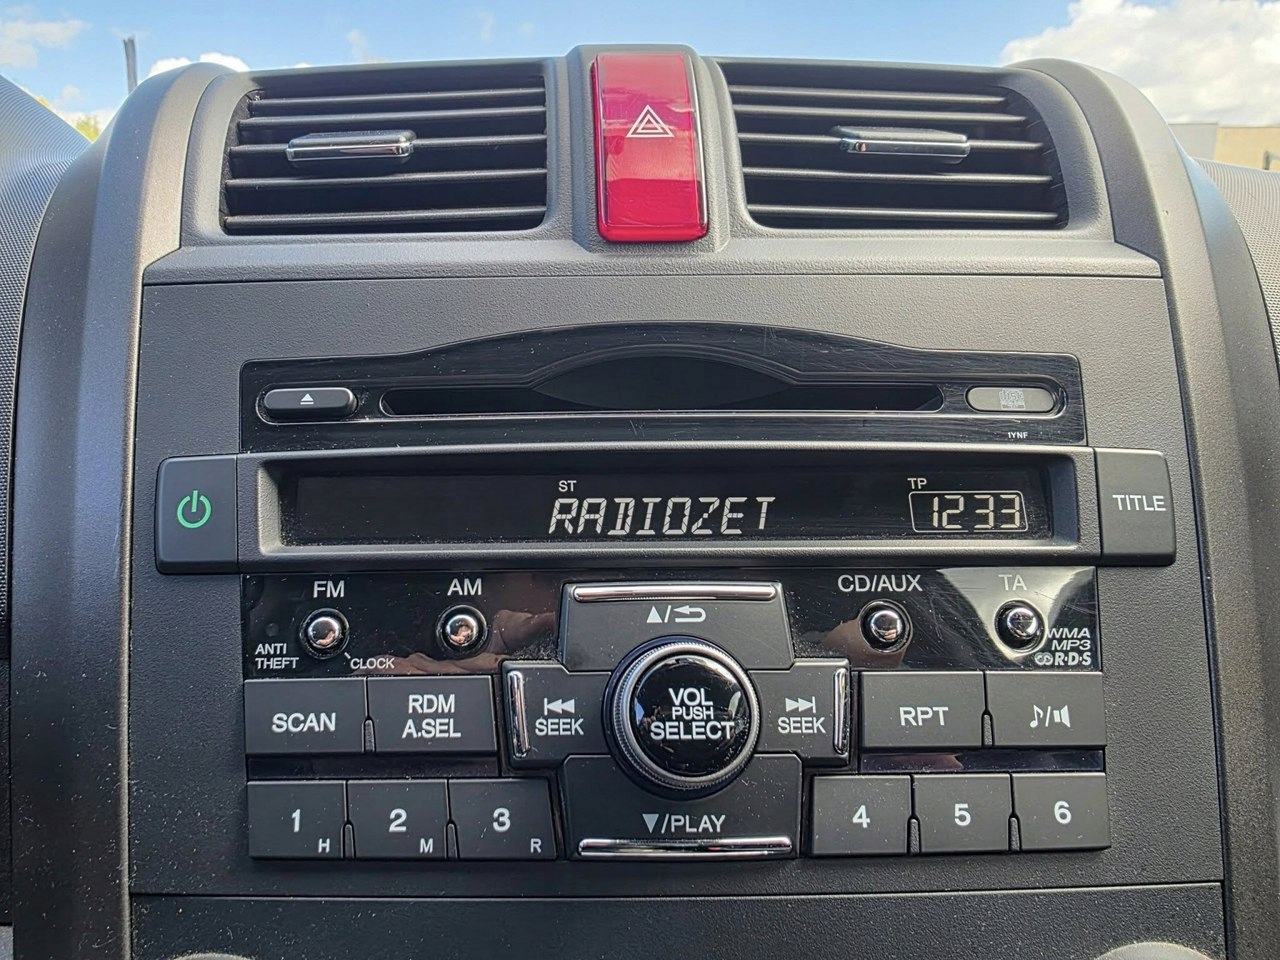 1YNF
ST
TP
RADIOZET
1233
TITLE
FM
AM
CD/AUX
TA
ANTI
THEFT
CLOCK
WMA
MP3
R·D·S
SCAN
RDM
A.SEL
SEEK
VOL
PUSH
SELECT
SEEK
RPT
1 H
2 M
3 R
/PLAY
4
5
6